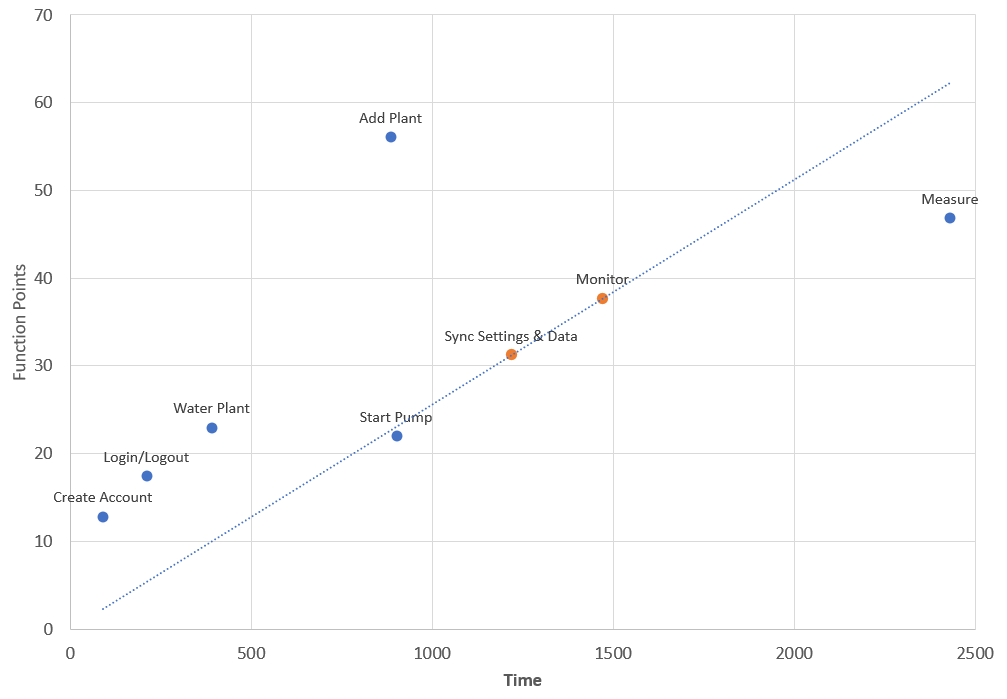 70
60
50
40
30
20
10
0
Function Points
Add Plant
Measure
Monitor
Sync Settings & Data
Water Plant
Start Pump
Login/Logout
Create Account
0 500 1000 1500 2000 2500
Time